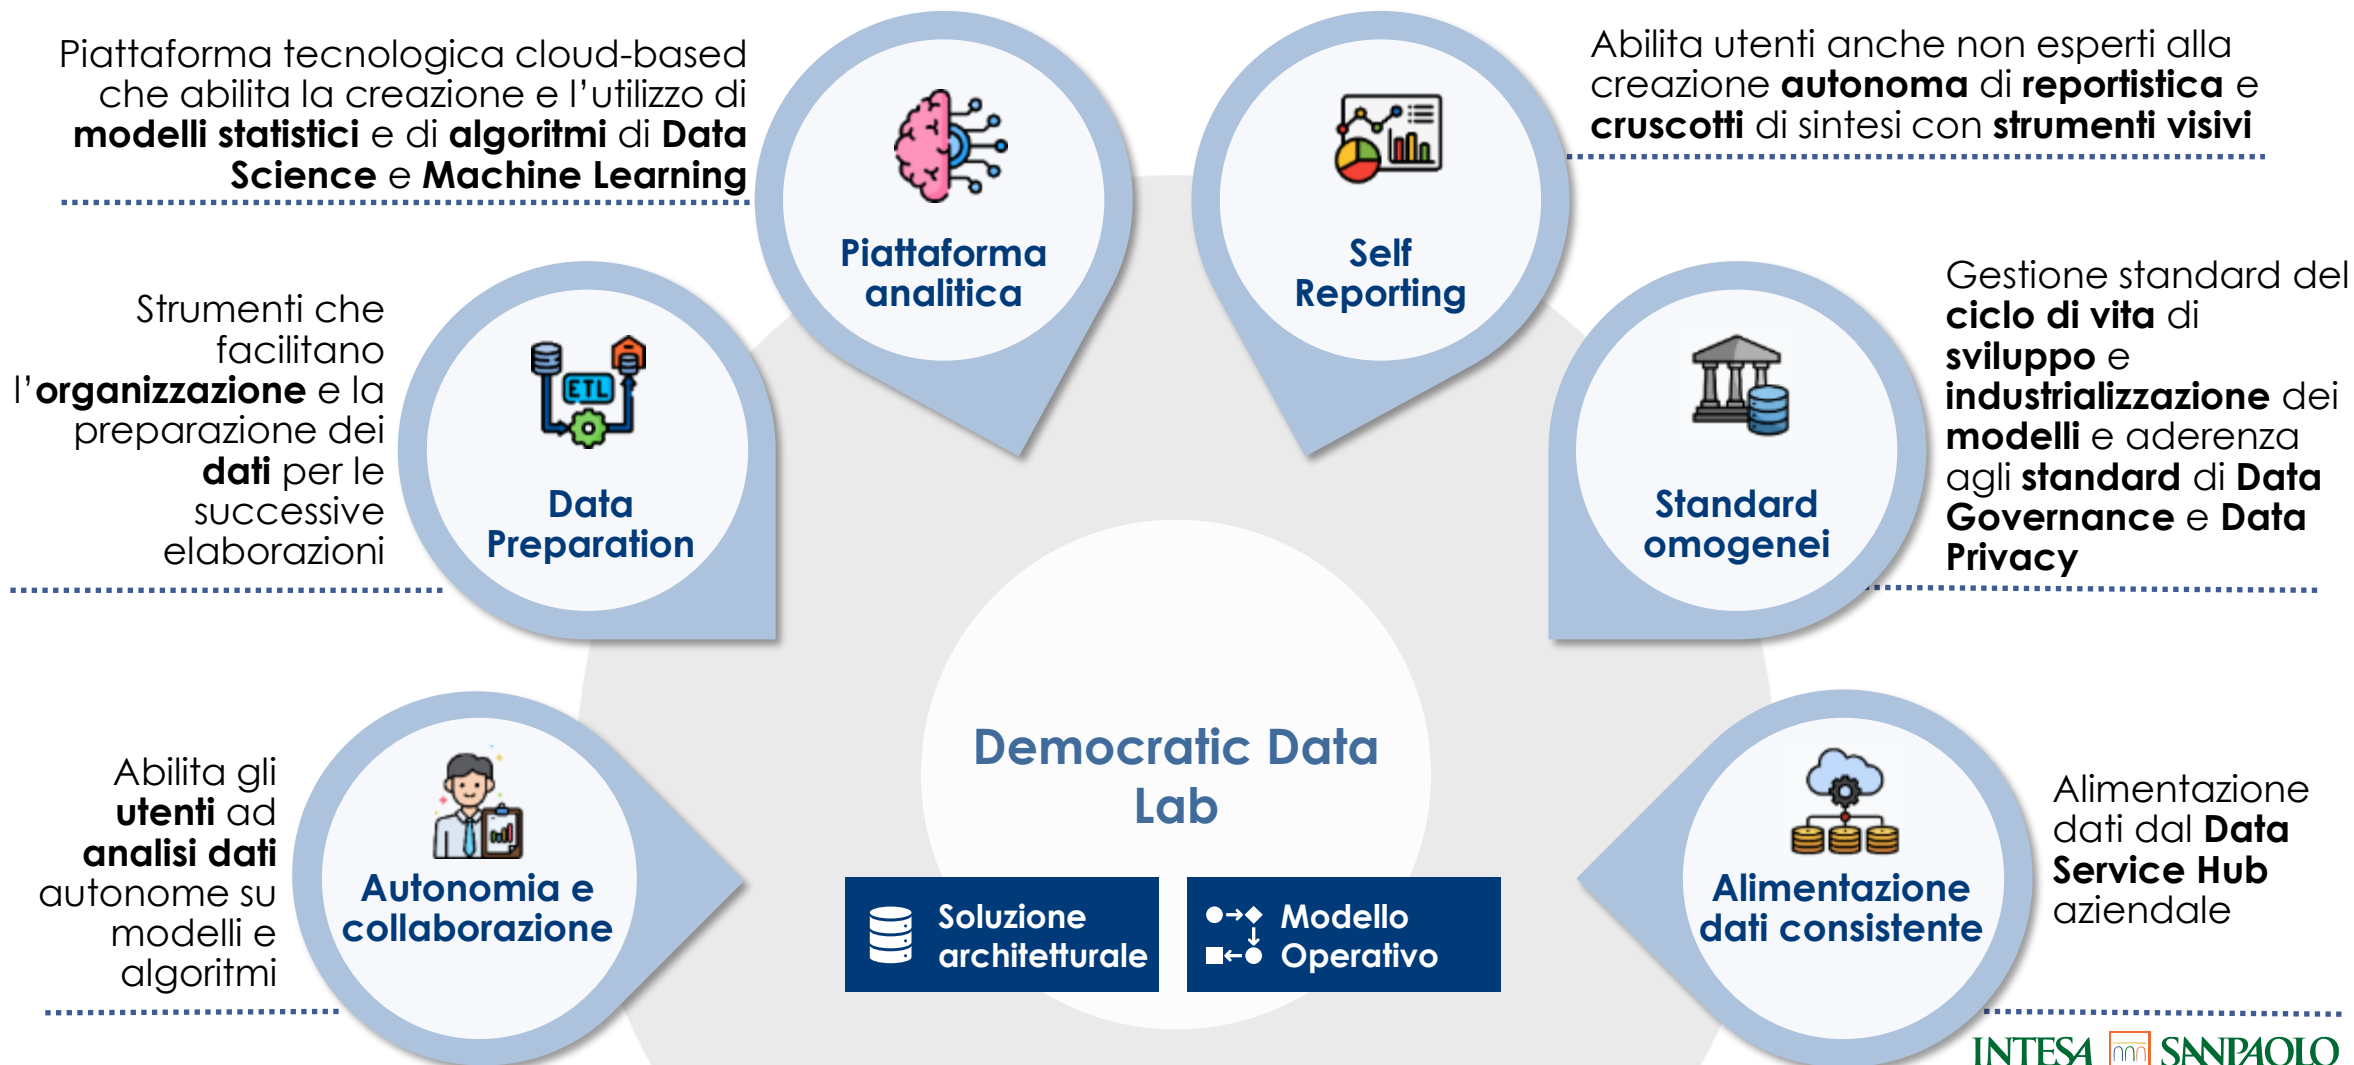 Piattaforma tecnologica cloud-based
che abilita la creazione e l'utilizzo di
modelli statistici e di algoritmi di Data
Science e Machine Learning
Piattaforma
analitica
Self
Reporting
Abilita utenti anche non esperti alla
creazione autonoma di reportistica e
cruscotti di sintesi con strumenti visivi
Strumenti che
facilitano
l'organizzazione e la
preparazione dei
dati per le
successive
elaborazioni
ETL
Data
Preparation
Standard
omogenei
Gestione standard del
ciclo di vita di
sviluppo e
industrializzazione dei
modelli e aderenza
agli standard di Data
Governance e Data
Privacy
Abilita gli
utenti ad
analisi dati
autonome su
modelli e
algoritmi
Autonomia e
collaborazione
Democratic Data
Lab
Soluzione
architetturale
Modello
Operativo
Alimentazione
dati consistente
Alimentazione
dati dal Data
Service Hub
aziendale
INTESA SANPAOLO